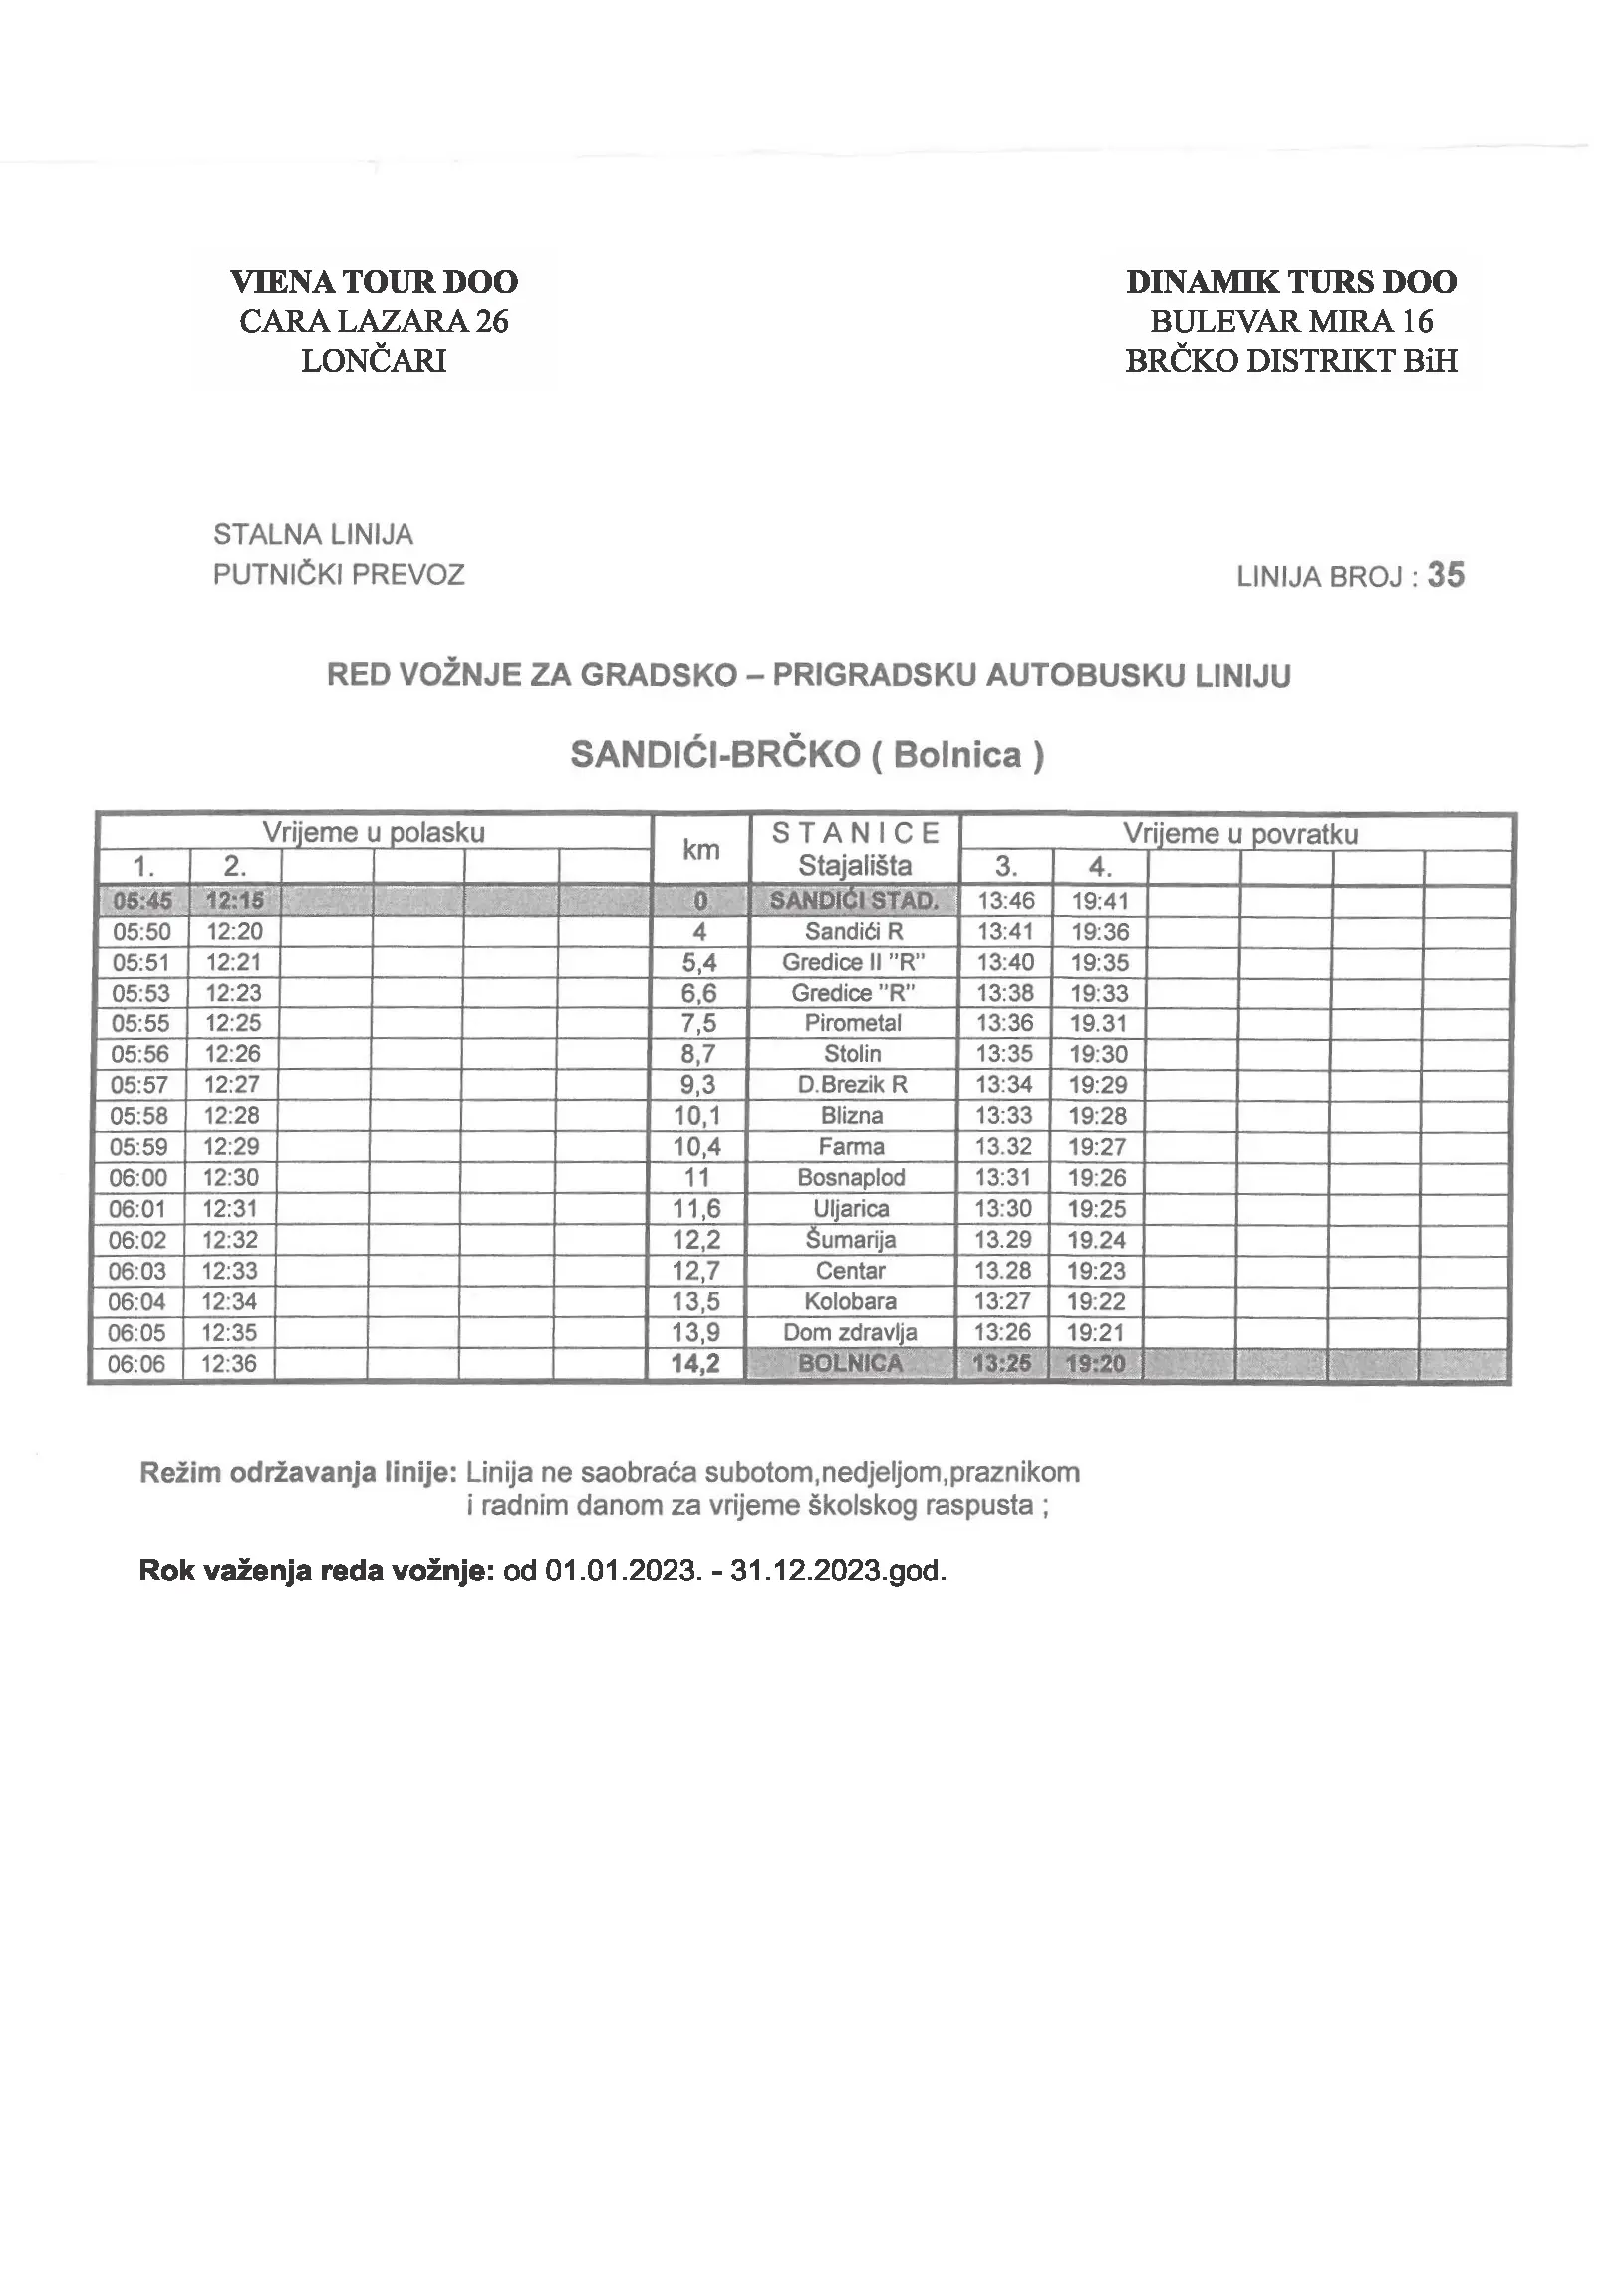 VIENA TOUR DOO
CARA LAZARA 26
LONČARI
DINAMIK TURS DOO
BULEVAR MIRA 16
BRČKO DISTRIKT BiH
STALNA LINIJA
PUTNIČKI PREVOZ
LINIJA BROJ : 35
RED VOŽNJE ZA GRADSKO – PRIGRADSKU AUTOBUSKU LINIJU
SANDIĆI-BRČKO ( Bolnica )
Vrijeme u polasku km S T A N I C E Stajališta Vrijeme u povratku
1. 2. 3. 4.
05:45 12:15 0 SANDIĆI STAD. 13:46 19:41
05:50 12:20 4 Sandići R 13:41 19:36
05:51 12:21 5,4 Gredice II ”R” 13:40 19:35
05:53 12:23 6,6 Gredice ”R” 13:38 19:33
05:55 12:25 7,5 Pirometal 13:36 19.31
05:56 12:26 8,7 Stolin 13:35 19:30
05:57 12:27 9,3 D.Brezik R 13:34 19:29
05:58 12:28 10,1 Blizna 13:33 19:28
05:59 12:29 10,4 Farma 13.32 19:27
06:00 12:30 11 Bosnaplod 13:31 19:26
06:01 12:31 11,6 Uljarica 13:30 19:25
06:02 12:32 12,2 Šumarija 13.29 19.24
06:03 12:33 12,7 Centar 13.28 19:23
06:04 12:34 13,5 Kolobara 13:27 19:22
06:05 12:35 13,9 Dom zdravlja 13:26 19:21
06:06 12:36 14,2 BOLNICA 13:25 19:20
Režim održavanja linije: Linija ne saobraća subotom,nedjeljom,praznikom
i radnim danom za vrijeme školskog raspusta ;
Rok važenja reda vožnje: od 01.01.2023. - 31.12.2023.god.